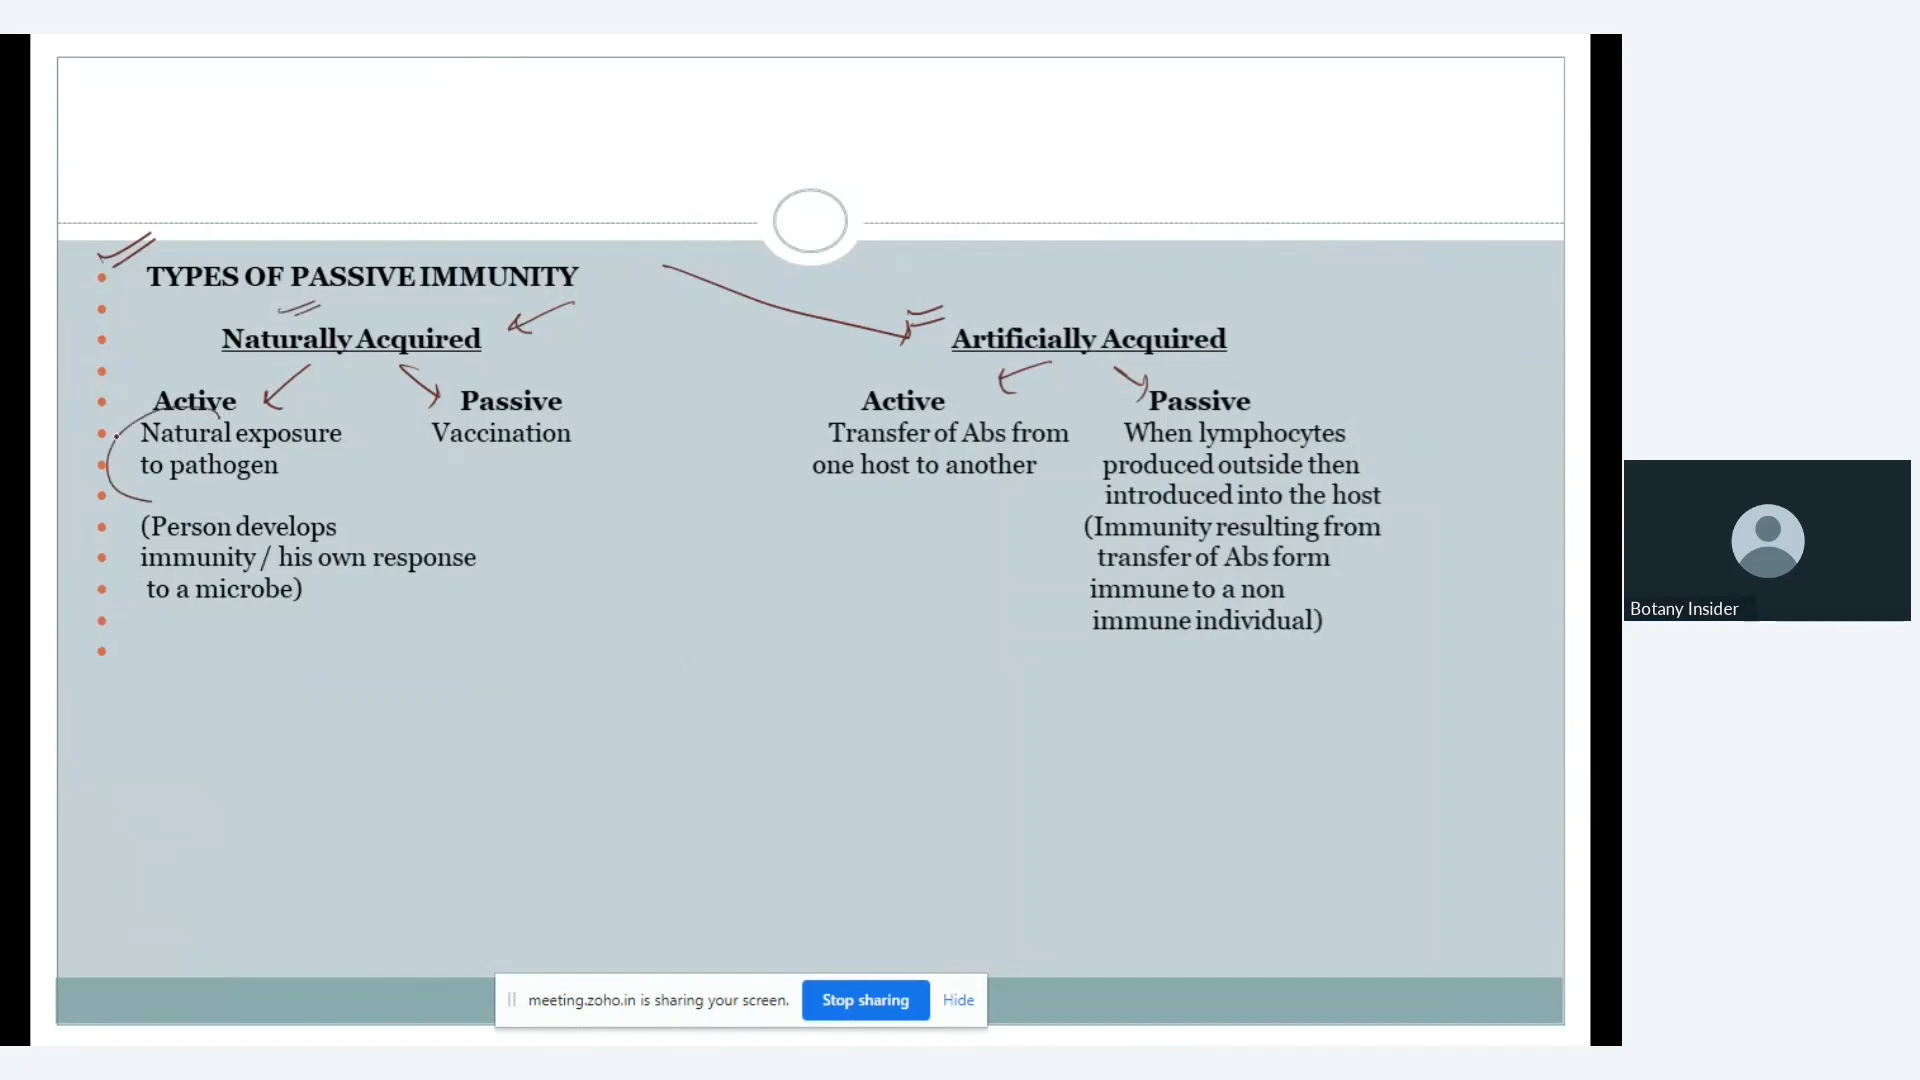 TYPES OF PASSIVE IMMUNITY
Naturally Acquired Artificially Acquired
Active Passive Active Passive
Natural exposure Vaccination Transfer of Abs from When lymphocytes
to pathogen one host to another produced outside then
introduced into the host
(Person develops (Immunity resulting from
immunity / his own response transfer of Abs form
to a microbe) immune to a non
immune individual)
Botany Insider
meeting.zoho.in is sharing your screen. Stop sharing Hide